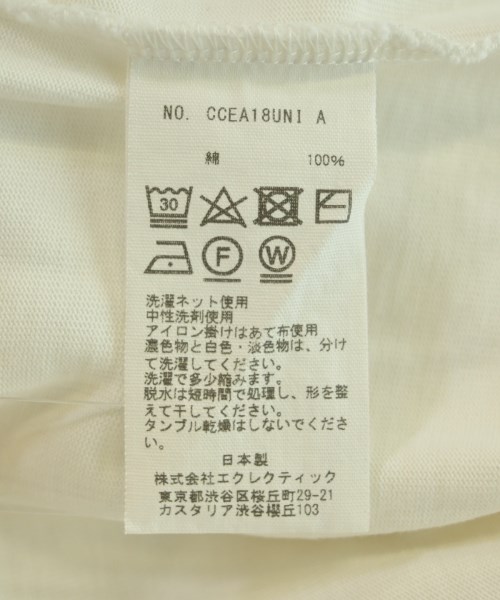 NO. CCEA18UNI A
綿 100%
30
F W
洗濯ネット使用
中性洗剤使用
アイロン掛けはあて布使用
濃色物と白色・淡色物は、分け
て洗濯してください。
洗濯で多少縮みます。
脱水は短時間で処理し、形を整
えて干してください。
タンブル乾燥はしないでくださ
い。
日本製
株式会社エクレクティック
東京都渋谷区桜丘町29-21
カスタリア渋谷櫻丘103